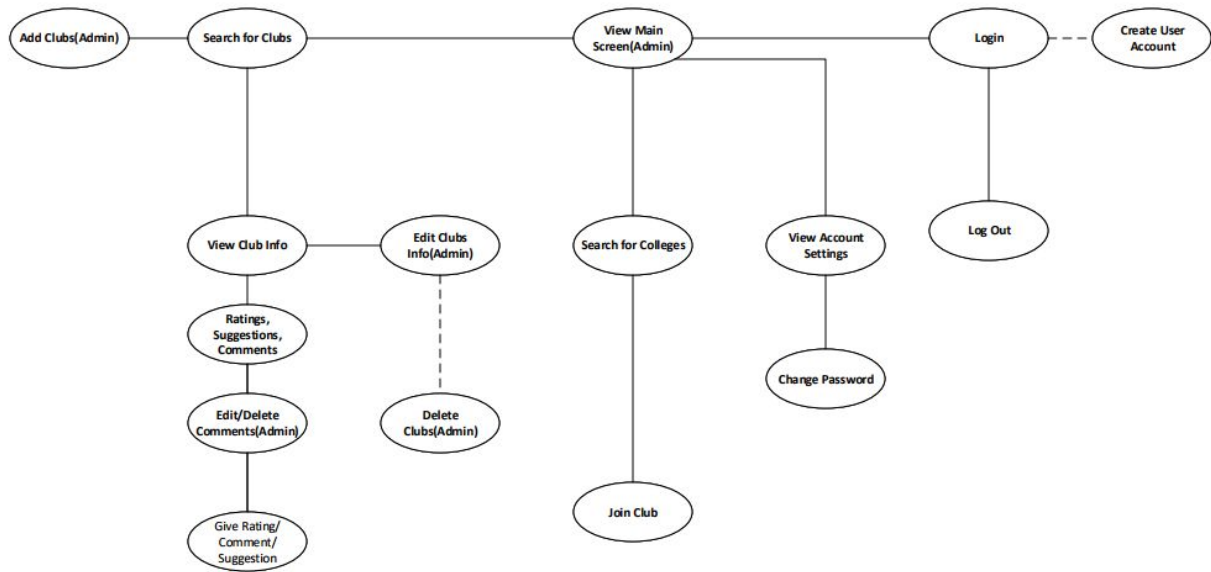 Add Clubs(Admin)
Search for Clubs
View Main
Screen(Admin)
Login
Create User
Account
View Club Info
Edit Clubs
Info(Admin)
Search for Colleges
View Account
Settings
Log Out
Ratings,
Suggestions,
Comments
Change Password
Edit/Delete
Comments(Admin)
Delete
Clubs(Admin)
Join Club
Give Rating/
Comment/
Suggestion